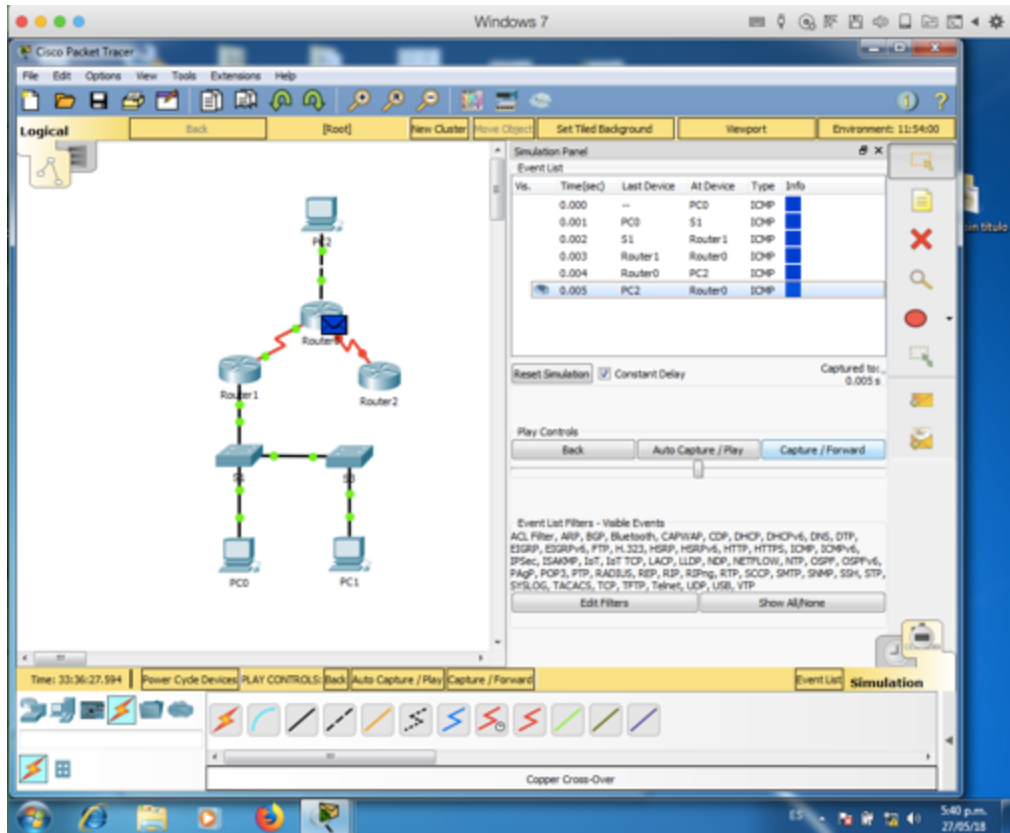 Windows 7
Cisco Packet Tracer
File Edit Options View Tools Extensions Help
Logical Back [Root] New Cluster Move Object Set Tiled Background Viewport Environment: 11:54:00
Simulation Panel
Event List
Vis. Time(sec) Last Device At Device Type Info
0.000 -- PC0 ICMP
0.001 PC0 S1 ICMP
0.002 S1 Router1 ICMP
0.003 Router1 Router0 ICMP
0.004 Router0 PC2 ICMP
0.005 PC2 Router0 ICMP
sin titulo
PC2
Router1
Router2
PC0
PC1
Reset Simulation Constant Delay Captured to:
0.005 s
Play Controls
Back Auto Capture / Play Capture / Forward
Event List Filters - Visible Events
ACL Filter, ARP, BGP, Bluetooth, CAPWAP, CDP, DHCP, DHCPv6, DNS, DTP,
EIGRP, EIGRPv6, FTP, H.323, HSRP, HSRPv6, HTTP, HTTPS, ICMP, ICMPv6,
IPSec, ISAKMP, IoT, IoT TCP, LACP, LLDP, NDP, NETFLOW, NTP, OSPF, OSPFv6,
PAgP, POP3, PTP, RADIUS, REP, RIP, RIPng, RTP, SCCP, SMTP, SNMP, SSH, STP,
SYSLOG, TACACS, TCP, TFTP, Telnet, UDP, USB, VTP
Edit Filters Show All/None
Time: 33:36:27.594 Power Cycle Devices PLAY CONTROLS: Back Auto Capture / Play Capture / Forward Event List Simulation
Copper Cross-Over
ES
5:40 p.m.
27/05/18